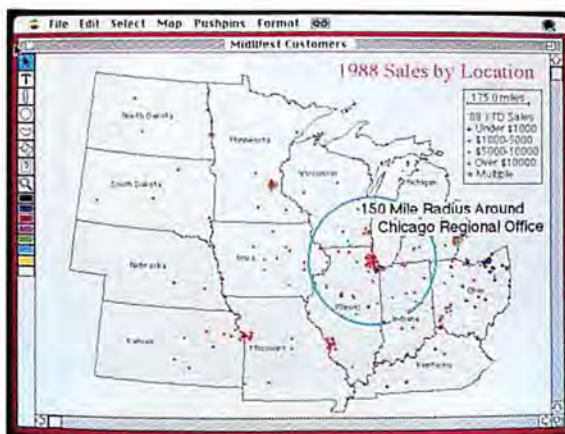 File Edit Select Map Pushpins Format
MidWest Customers
1988 Sales by Location
175.0 miles
'88 YTD Sales
Under $1000
$1000-5000
$5000-10000
Over $10000
Multiple
North Dakota
Minnesota
Wisconsin
Michigan
South Dakota
150 Mile Radius Around
Chicago Regional Office
Iowa
Nebraska
Ohio
Illinois
Indiana
Kansas
Missouri
Kentucky
T